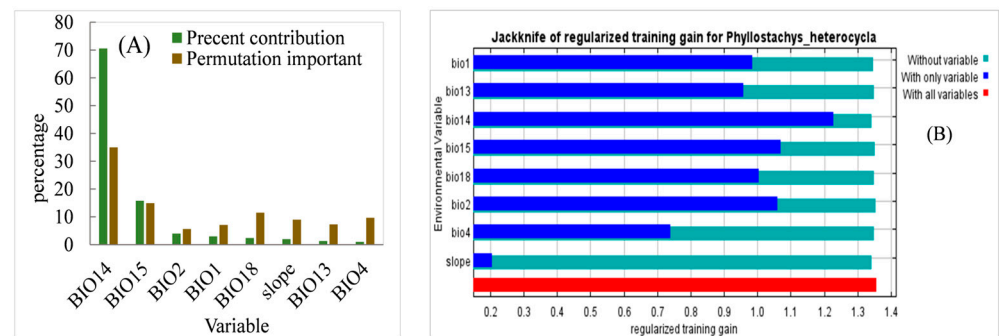 80
70
60
50
40
30
20
10
0
percentage
(A)
Precent contribution
Permutation important
BIO14
BIO15
BIO2
BIO1
BIO18
slope
BIO13
BIO4
Variable
Jackknife of regularized training gain for Phyllostachys_heterocycla
Environmental Variable
bio1
bio13
bio14
bio15
bio18
bio2
bio4
slope
0.2 0.3 0.4 0.5 0.6 0.7 0.8 0.9 1.0 1.1 1.2 1.3 1.4
regularized training gain
Without variable
With only variable
With all variables
(B)